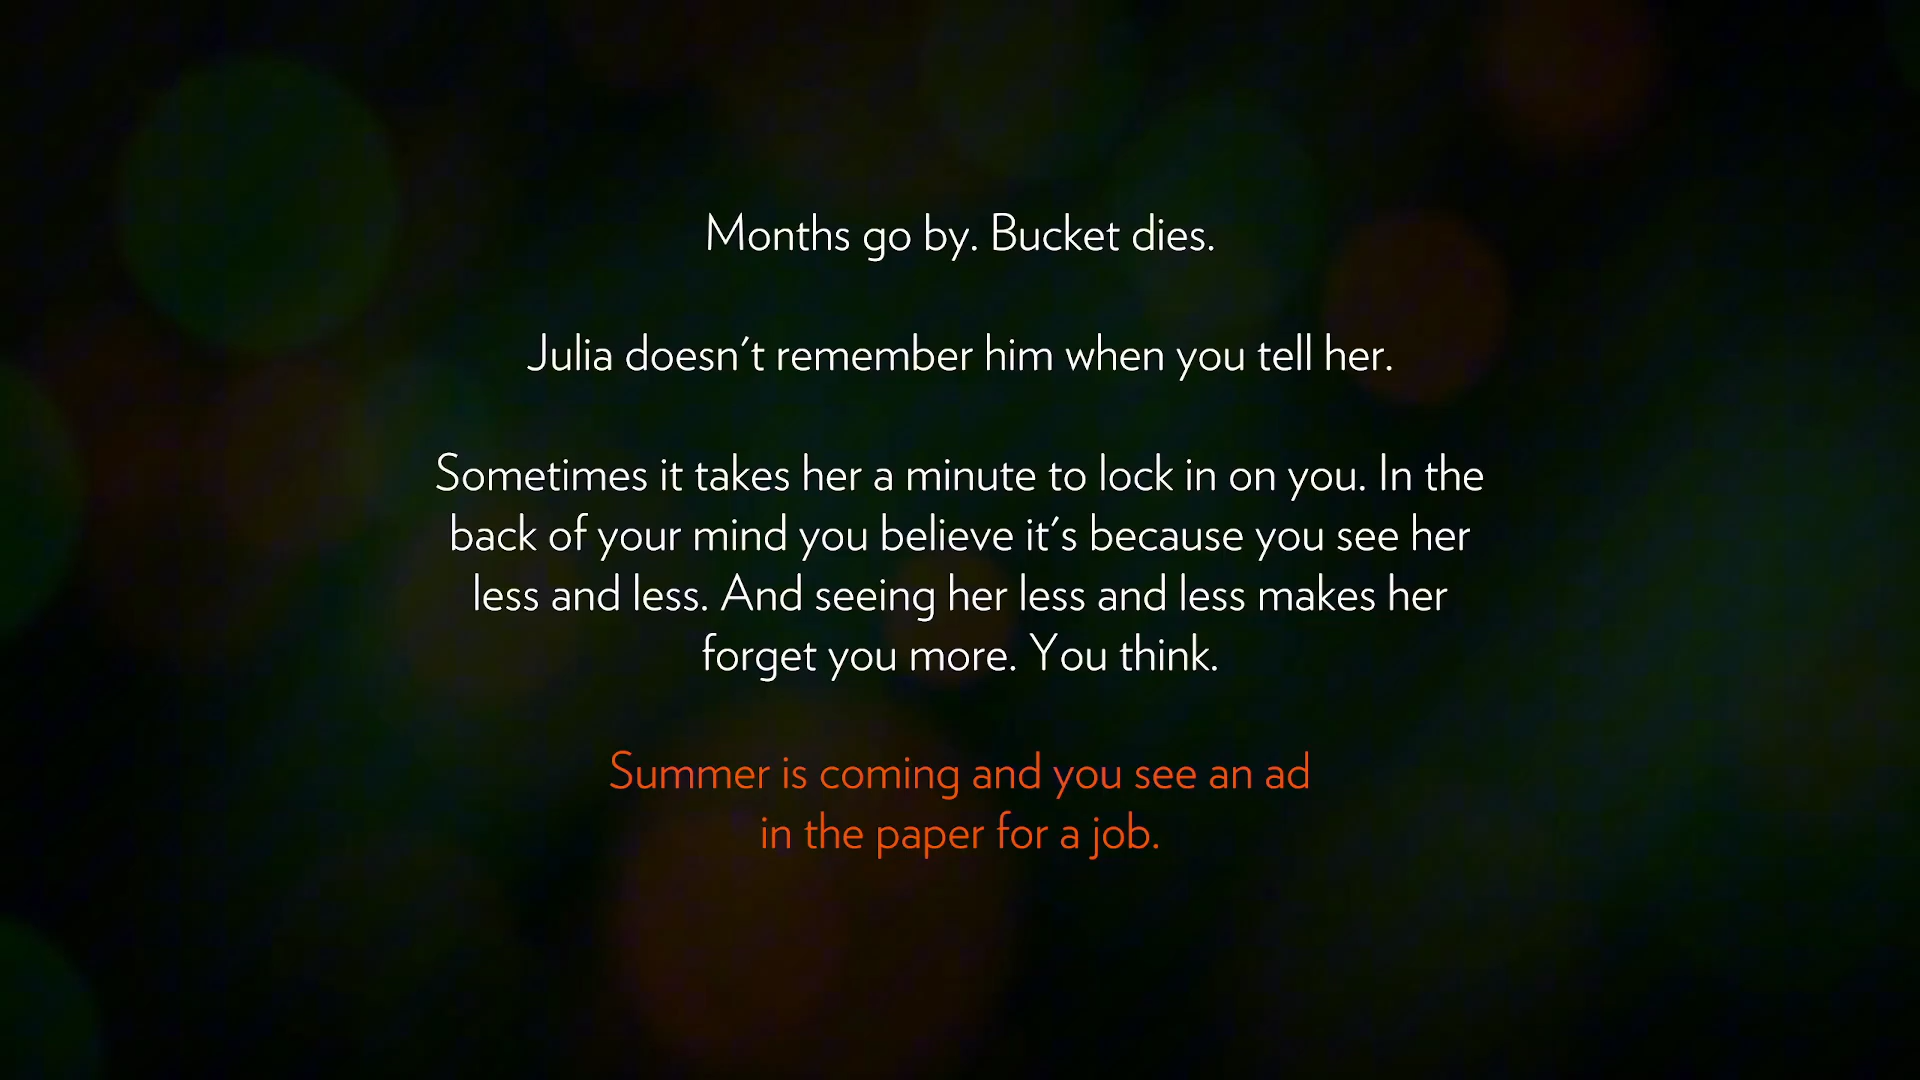 Months go by. Bucket dies.
Julia doesn't remember him when you tell her.
Sometimes it takes her a minute to lock in on you. In the
back of your mind you believe it's because you see her
less and less. And seeing her less and less makes her
forget you more. You think.
Summer is coming and you see an ad
in the paper for a job.